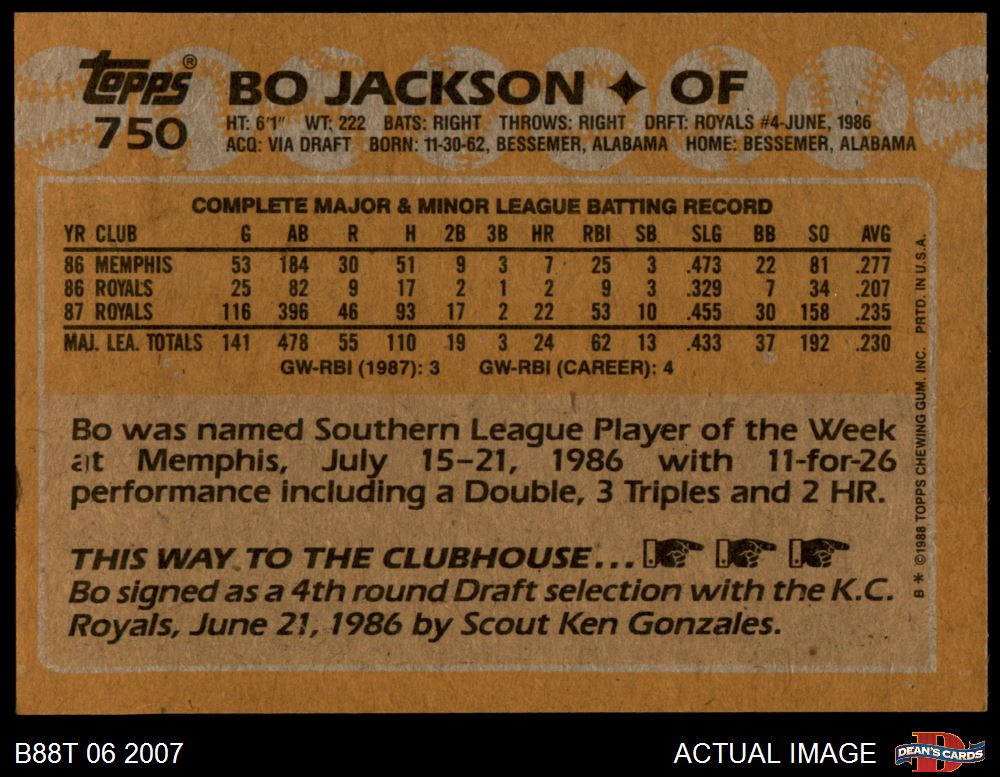 Topps®
750
BO JACKSON ✦ OF
HT: 6'1" WT: 222 BATS: RIGHT THROWS: RIGHT DRFT: ROYALS #4-JUNE, 1986
ACQ: VIA DRAFT BORN: 11-30-62, BESSEMER, ALABAMA HOME: BESSEMER, ALABAMA
COMPLETE MAJOR & MINOR LEAGUE BATTING RECORD
YR CLUB G AB R H 2B 3B HR RBI SB SLG BB SO AVG
86 MEMPHIS 53 184 30 51 9 3 7 25 3 .473 22 81 .277
86 ROYALS 25 82 9 17 2 1 2 9 3 .329 7 34 .207
87 ROYALS 116 396 46 93 17 2 22 53 10 .455 30 158 .235
MAJ. LEA. TOTALS 141 478 55 110 19 3 24 62 13 .433 37 192 .230
GW-RBI (1987): 3 GW-RBI (CAREER): 4
Bo was named Southern League Player of the Week
at Memphis, July 15-21, 1986 with 11-for-26
performance including a Double, 3 Triples and 2 HR.
THIS WAY TO THE CLUBHOUSE...
Bo signed as a 4th round Draft selection with the K.C.
Royals, June 21, 1986 by Scout Ken Gonzales.
B * ©1988 TOPPS CHEWING GUM, INC. PRTD. IN U.S.A.
B88T 06 2007
ACTUAL IMAGE
DEAN'S CARDS